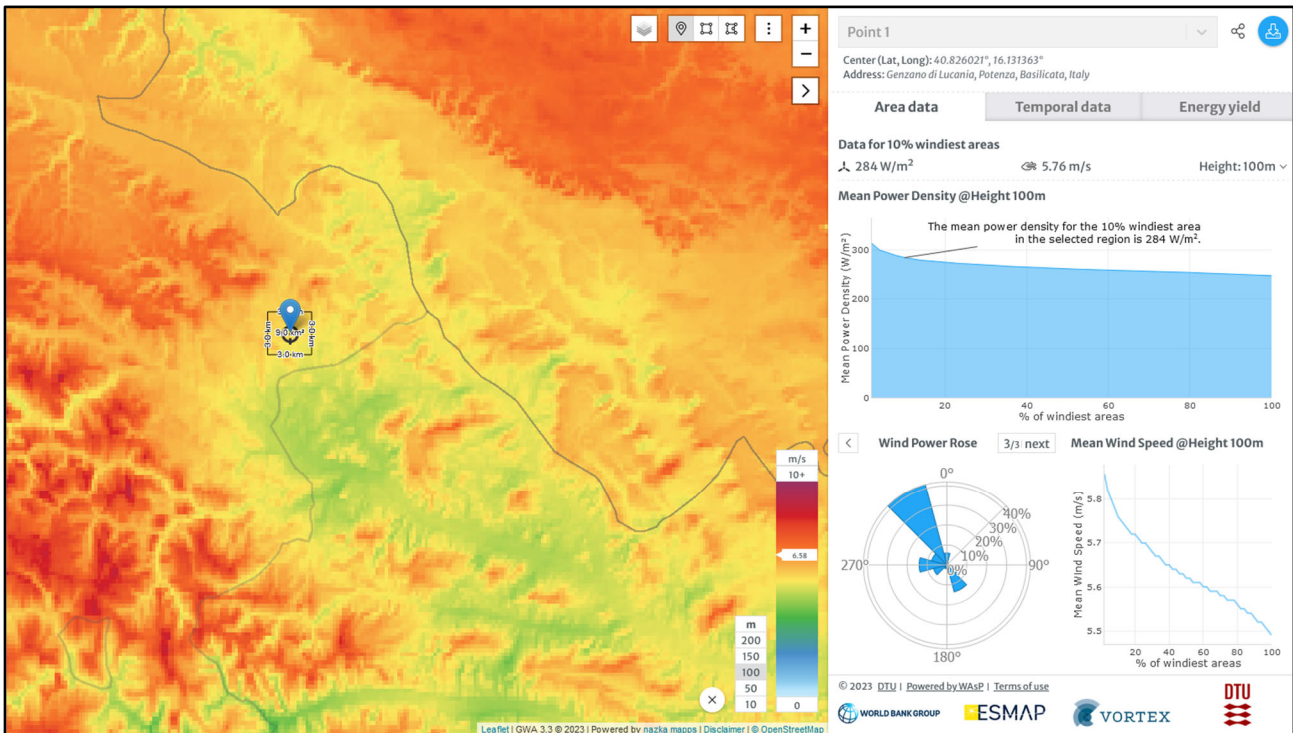 +
−
>
3.0 km
3.0 km
9.0 km²
3.0 km
3.0 km
m/s
10+
6.58
0
m
200
150
100
50
10
×
Leaflet | GWA 3.3 © 2023 | Powered by nazka mapps | Disclaimer | © OpenStreetMap
Point 1
Center (Lat, Long): 40.826021°, 16.131363°
Address: Genzano di Lucania, Potenza, Basilicata, Italy
Area data Temporal data Energy yield
Data for 10% windiest areas
284 W/m² 5.76 m/s Height: 100m
Mean Power Density @Height 100m
The mean power density for the 10% windiest area
in the selected region is 284 W/m².
Mean Power Density (W/m²)
300
200
100
0
20 40 60 80 100
% of windiest areas
< Wind Power Rose 3/3 next
0°
40%
30%
20%
10%
0%
270° 90°
180°
Mean Wind Speed @Height 100m
Mean Wind Speed (m/s)
5.8
5.7
5.6
5.5
20 40 60 80 100
% of windiest areas
© 2023 DTU | Powered by WAsP | Terms of use
WORLD BANK GROUP
ESMAP
VORTEX
DTU